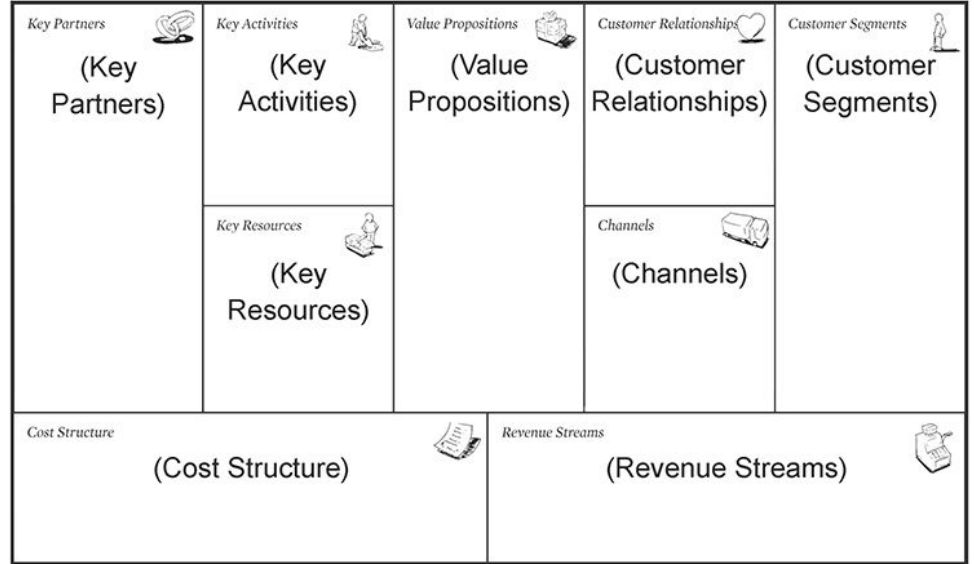 Key Partners
(Key
Partners)
Key Activities
(Key
Activities)
Key Resources
(Key
Resources)
Value Propositions
(Value
Propositions)
Customer Relationships
(Customer
Relationships)
Channels
(Channels)
Customer Segments
(Customer
Segments)
Cost Structure
(Cost Structure)
Revenue Streams
(Revenue Streams)